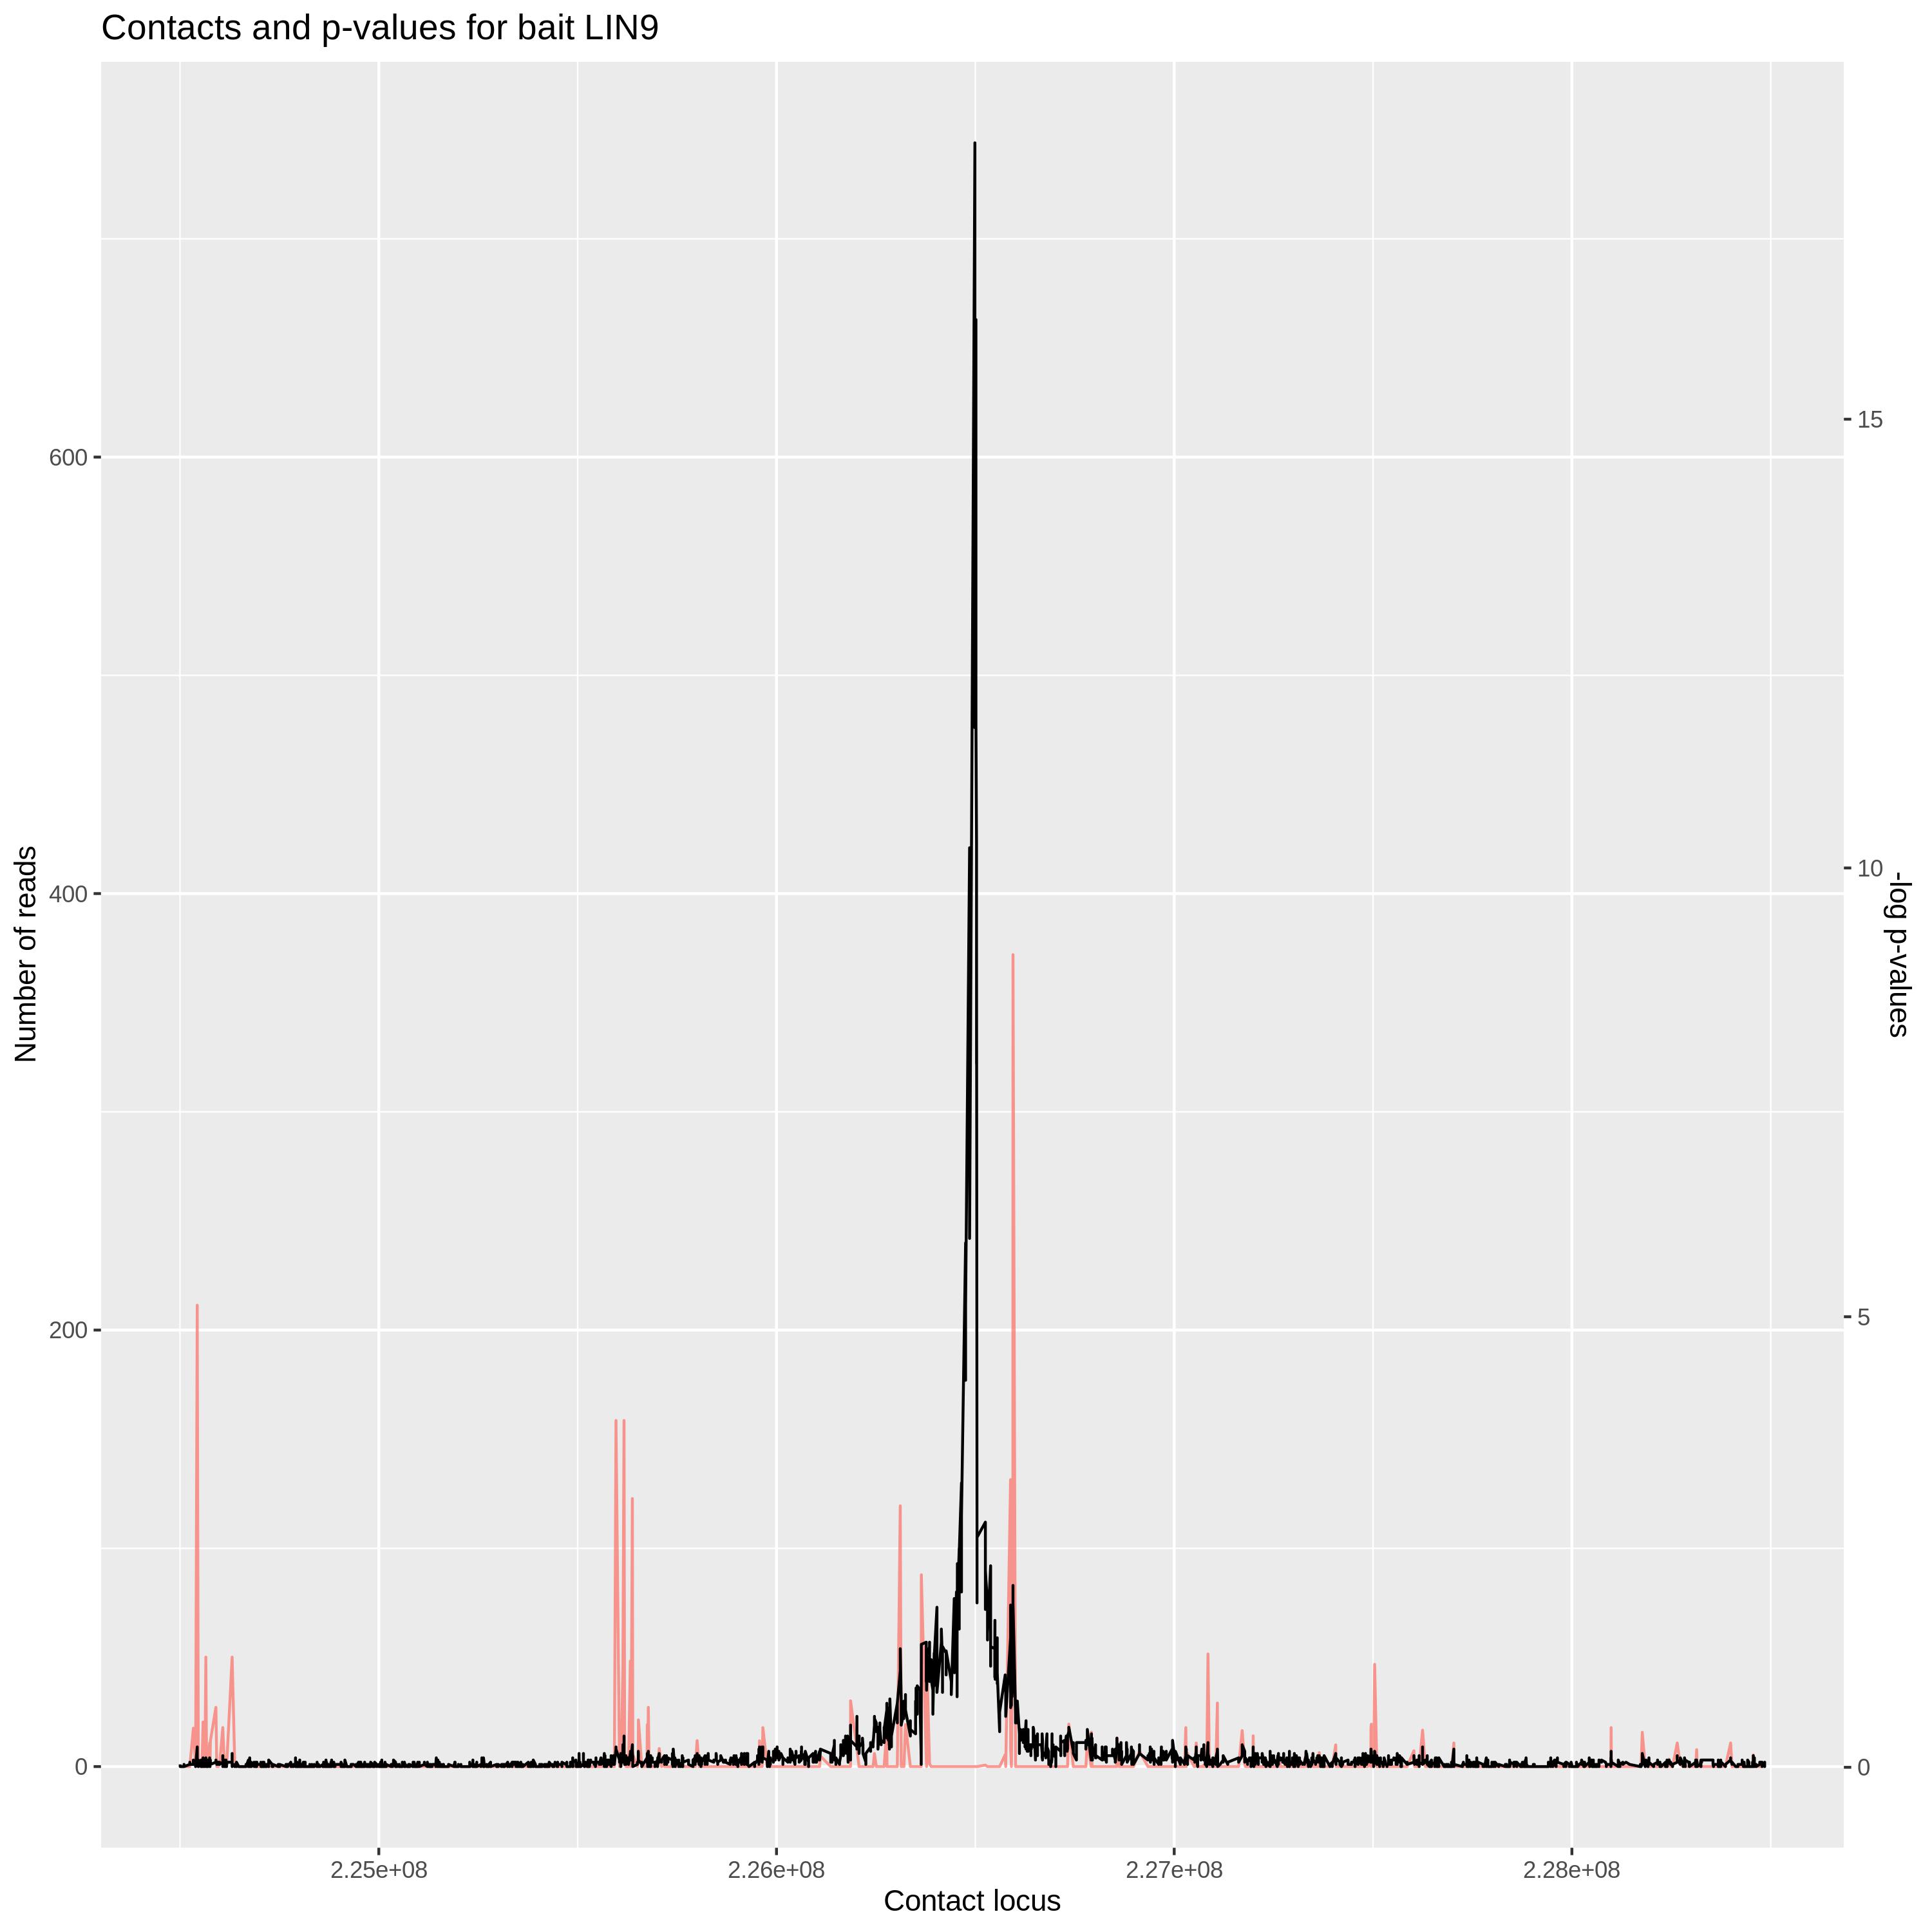 Contacts and p-values for bait LIN9
Number of reads
600
400
200
0
15
10
5
0
-log p-values
2.25e+08
2.26e+08
2.27e+08
2.28e+08
Contact locus